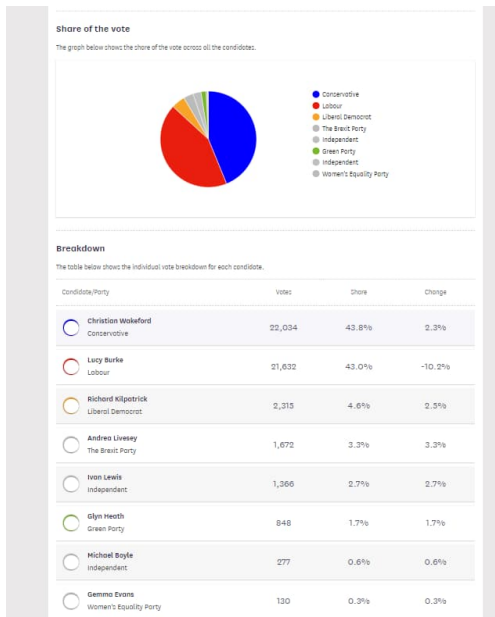 Share of the vote
The graph below shows the share of the vote across all the candidates.
Conservative
Labour
Liberal Democrat
The Brexit Party
Independent
Green Party
Independent
Women's Equality Party
Breakdown
The table below shows the individual vote breakdown for each candidate.
Candidate/Party Votes Share Change
Christian Wakeford
Conservative
22,034 43.8% 2.3%
Lucy Burke
Labour
21,632 43.0% -10.2%
Richard Kilpatrick
Liberal Democrat
2,315 4.6% 2.5%
Andrea Livesey
The Brexit Party
1,672 3.3% 3.3%
Ivan Lewis
Independent
1,366 2.7% 2.7%
Glyn Heath
Green Party
848 1.7% 1.7%
Michael Boyle
Independent
277 0.6% 0.6%
Gemma Evans
Women's Equality Party
130 0.3% 0.3%